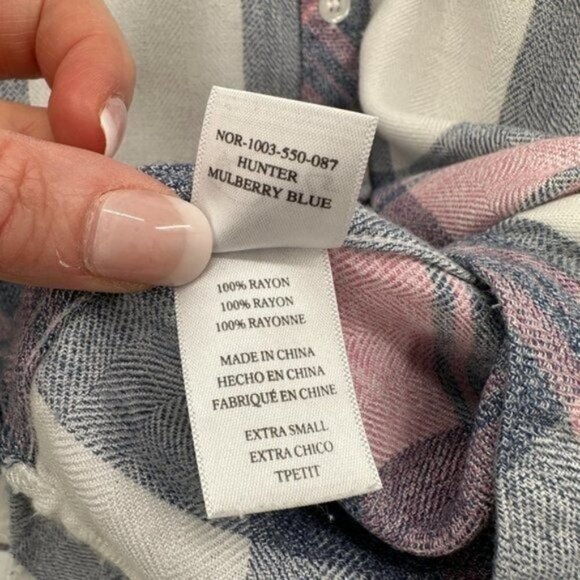 NOR-1003-550-087
HUNTER
MULBERRY BLUE
100% RAYON
100% RAYON
100% RAYONNE
MADE IN CHINA
HECHO EN CHINA
FABRIQUÉ EN CHINE
EXTRA SMALL
EXTRA CHICO
TPETIT